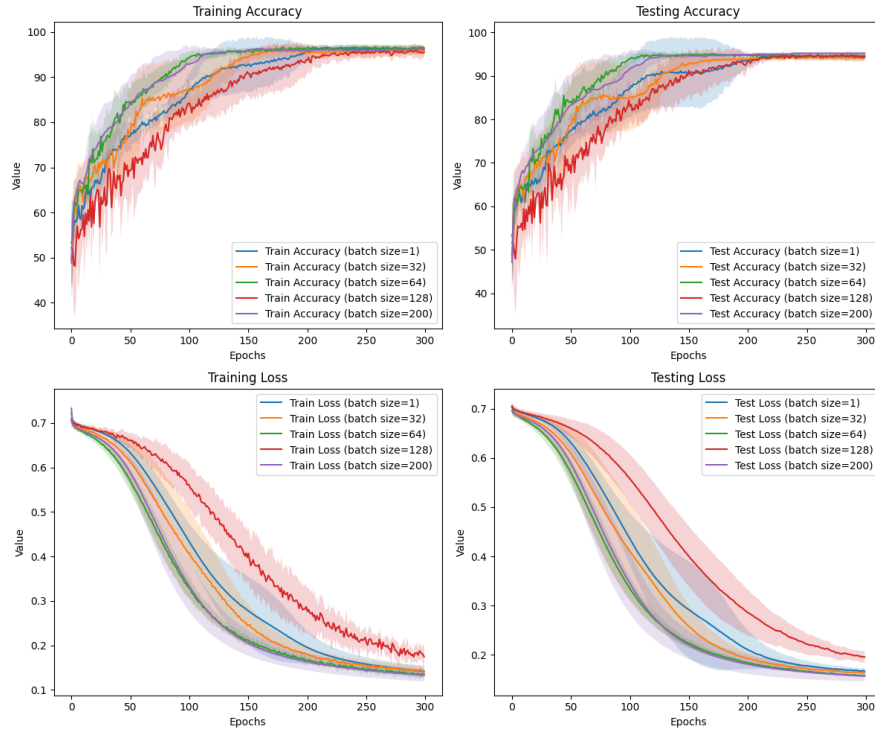 Training Accuracy
100
90
80
70
60
50
40
Value
0
50
100
150
200
250
300
Epochs
Train Accuracy (batch size=1)
Train Accuracy (batch size=32)
Train Accuracy (batch size=64)
Train Accuracy (batch size=128)
Train Accuracy (batch size=200)
Testing Accuracy
100
90
80
70
60
50
40
Value
0
50
100
150
200
250
300
Epochs
Test Accuracy (batch size=1)
Test Accuracy (batch size=32)
Test Accuracy (batch size=64)
Test Accuracy (batch size=128)
Test Accuracy (batch size=200)
Training Loss
0.7
0.6
0.5
0.4
0.3
0.2
0.1
Value
0
50
100
150
200
250
300
Epochs
Train Loss (batch size=1)
Train Loss (batch size=32)
Train Loss (batch size=64)
Train Loss (batch size=128)
Train Loss (batch size=200)
Testing Loss
0.7
0.6
0.5
0.4
0.3
0.2
Value
0
50
100
150
200
250
300
Epochs
Test Loss (batch size=1)
Test Loss (batch size=32)
Test Loss (batch size=64)
Test Loss (batch size=128)
Test Loss (batch size=200)